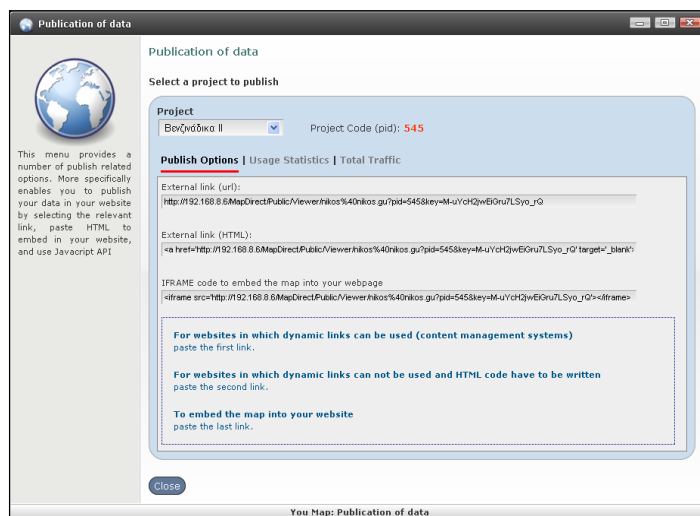 Publication of data
Publication of data
Select a project to publish
This menu provides a
number of publish related
options. More specifically
enables you to publish
your data in your website
by selecting the relevant
link, paste HTML to
embed in your website,
and use Javacript API
Project
Βενζινάδικα II
Project Code (pid): 545
Publish Options | Usage Statistics | Total Traffic
External link (url):
http://192.168.8.6/MapDirect/Public/Viewer/nikos%40nikos.gu?pid=545&key=M-uYcH2jwEiGru7LSyo_rQ
External link (HTML):
<a href='http://192.168.8.6/MapDirect/Public/Viewer/nikos%40nikos.gu?pid=545&key=M-uYcH2jwEiGru7LSyo_rQ' target='_blank'>
IFRAME code to embed the map into your webpage
<iframe src='http://192.168.8.6/MapDirect/Public/Viewer/nikos%40nikos.gu?pid=545&key=M-uYcH2jwEiGru7LSyo_rQ'></iframe>
For websites in which dynamic links can be used (content management systems)
paste the first link.
For websites in which dynamic links can not be used and HTML code have to be written
paste the second link.
To embed the map into your website
paste the last link.
Close
You Map: Publication of data